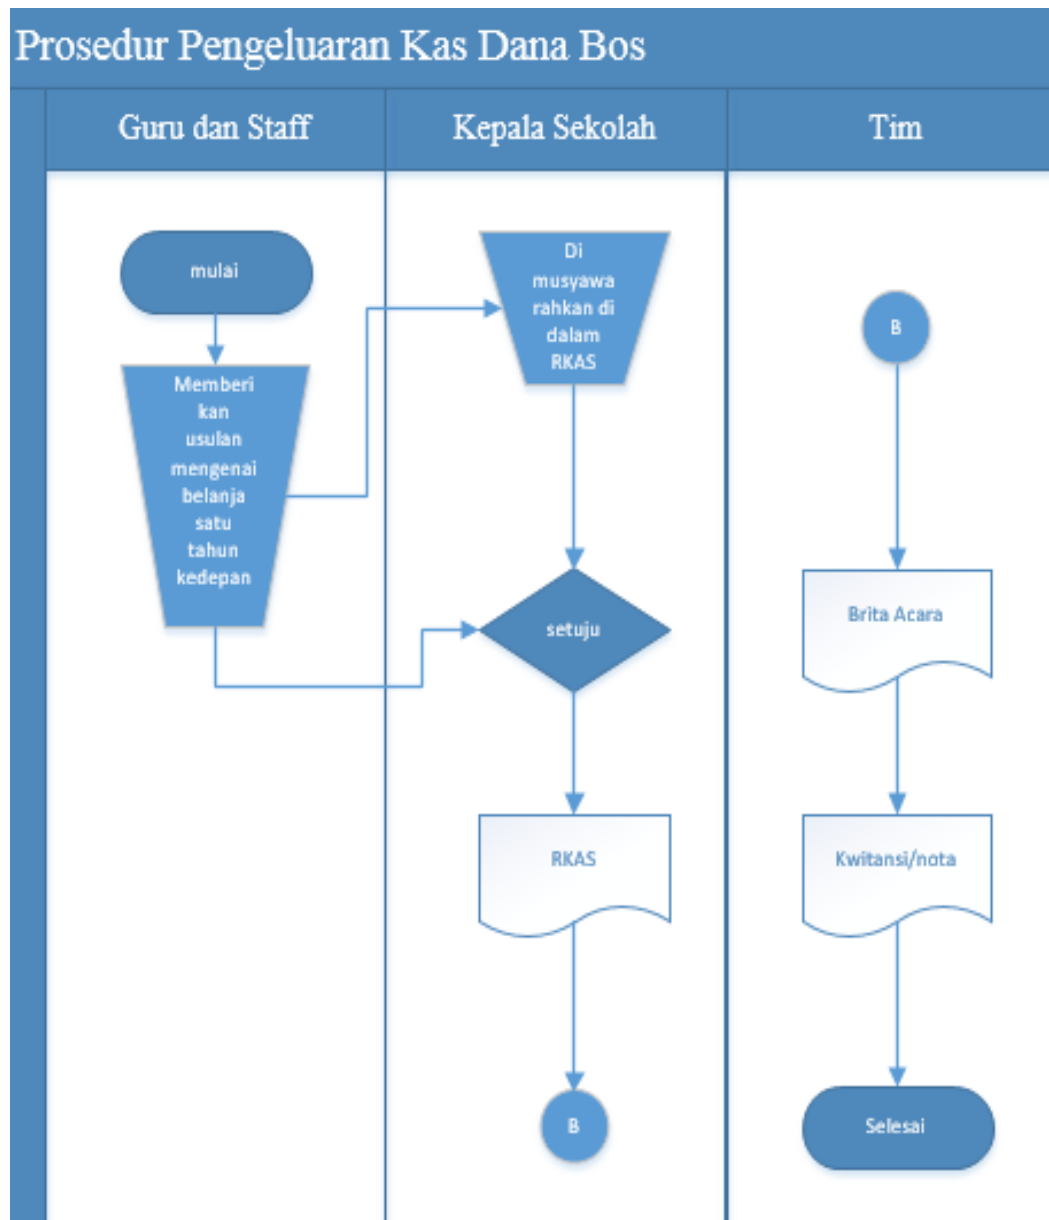 Prosedur Pengeluaran Kas Dana Bos
Guru dan Staff
Kepala Sekolah
Tim
mulai
Memberi
kan
usulan
mengenai
belanja
satu
tahun
kedepan
Di
musyawa
rahkan di
dalam
RKAS
setuju
RKAS
B
B
Brita Acara
Kwitansi/nota
Selesai